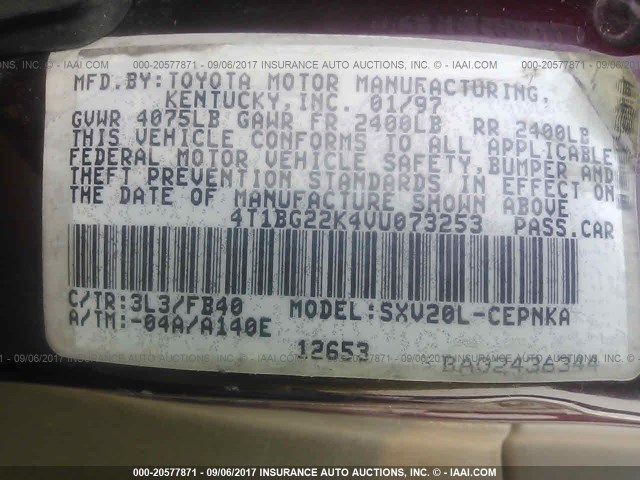 000-20577871 - 09/06/2017 INSURANCE AUTO AUCTIONS, INC. - © - IAAI.COM
MFD.BY:TOYOTA MOTOR MANUFACTURING,
KENTUCKY,INC. 01/97
GVWR 4075LB GAWR FR 2400LB RR 2400LB
THIS VEHICLE CONFORMS TO ALL APPLICABLE
FEDERAL MOTOR VEHICLE SAFETY,BUMPER AND
THEFT PREVENTION STANDARDS IN EFFECT ON
THE DATE OF MANUFACTURE SHOWN ABOVE
4T1BG22K4VU073253 PASS.CAR
C/TR:3L3/FB40 MODEL:SXV20L-CEPNKA
A/TM:-04A/A140E
12653
BA02436344
000-20577871 - 09/06/2017 INSURANCE AUTO AUCTIONS, INC. - © - IAAI.COM